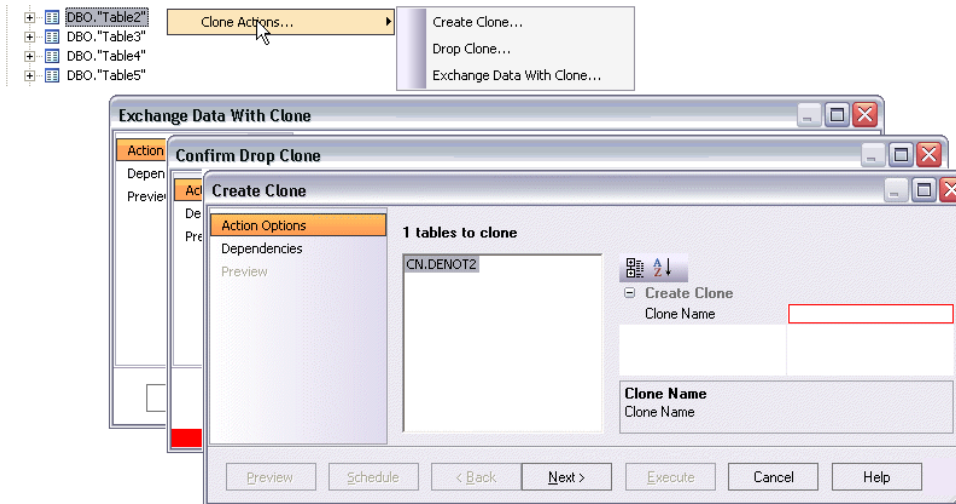 DBO."Table2"
DBO."Table3"
DBO."Table4"
DBO."Table5"
Clone Actions...
Create Clone...
Drop Clone...
Exchange Data With Clone...
Exchange Data With Clone
Action
Depen
Previe
Confirm Drop Clone
Act
De
Pre
Create Clone
Action Options
Dependencies
Preview
1 tables to clone
CN.DENOT2
Create Clone
Clone Name
Clone Name
Clone Name
Preview
Schedule
< Back
Next >
Execute
Cancel
Help